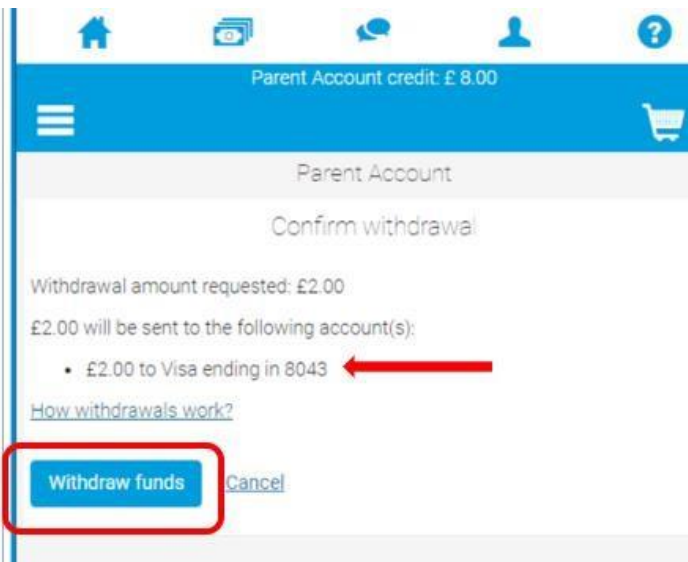 Parent Account credit: £ 8.00
Parent Account
Confirm withdrawal
Withdrawal amount requested: £2.00
£2.00 will be sent to the following account(s):
• £2.00 to Visa ending in 8043
How withdrawals work?
Withdraw funds Cancel